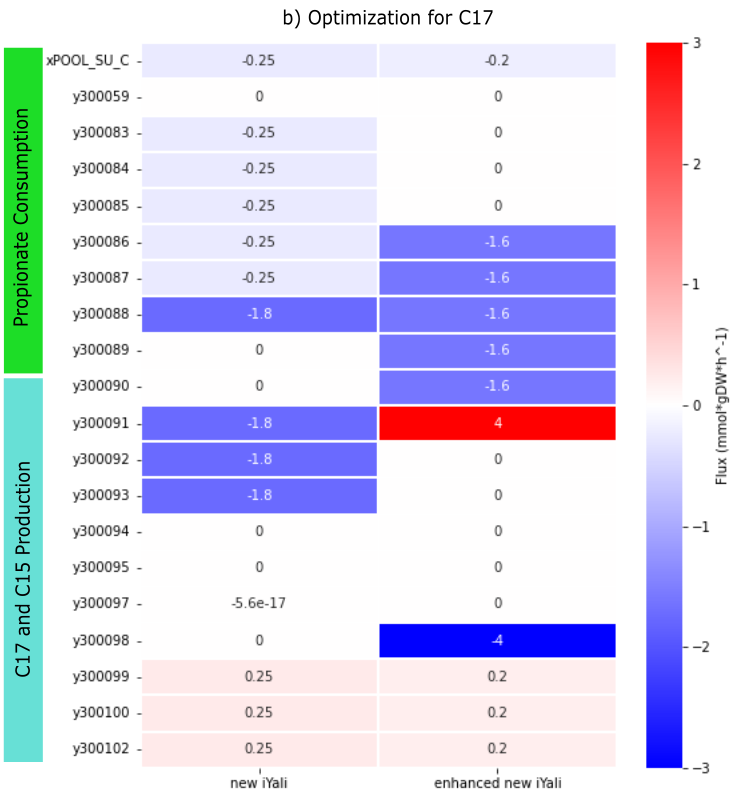 b) Optimization for C17
Propionate Consumption
C17 and C15 Production
xPOOL_SU_C -0.25 -0.2
y300059 0 0
y300083 -0.25 0
y300084 -0.25 0
y300085 -0.25 0
y300086 -0.25 -1.6
y300087 -0.25 -1.6
y300088 -1.8 -1.6
y300089 0 -1.6
y300090 0 -1.6
y300091 -1.8 4
y300092 -1.8 0
y300093 -1.8 0
y300094 0 0
y300095 0 0
y300097 -5.6e-17 0
y300098 0 -4
y300099 0.25 0.2
y300100 0.25 0.2
y300102 0.25 0.2
new iYali enhanced new iYali
3
2
1
0
−1
−2
−3
Flux (mmol*gDW*h^-1)